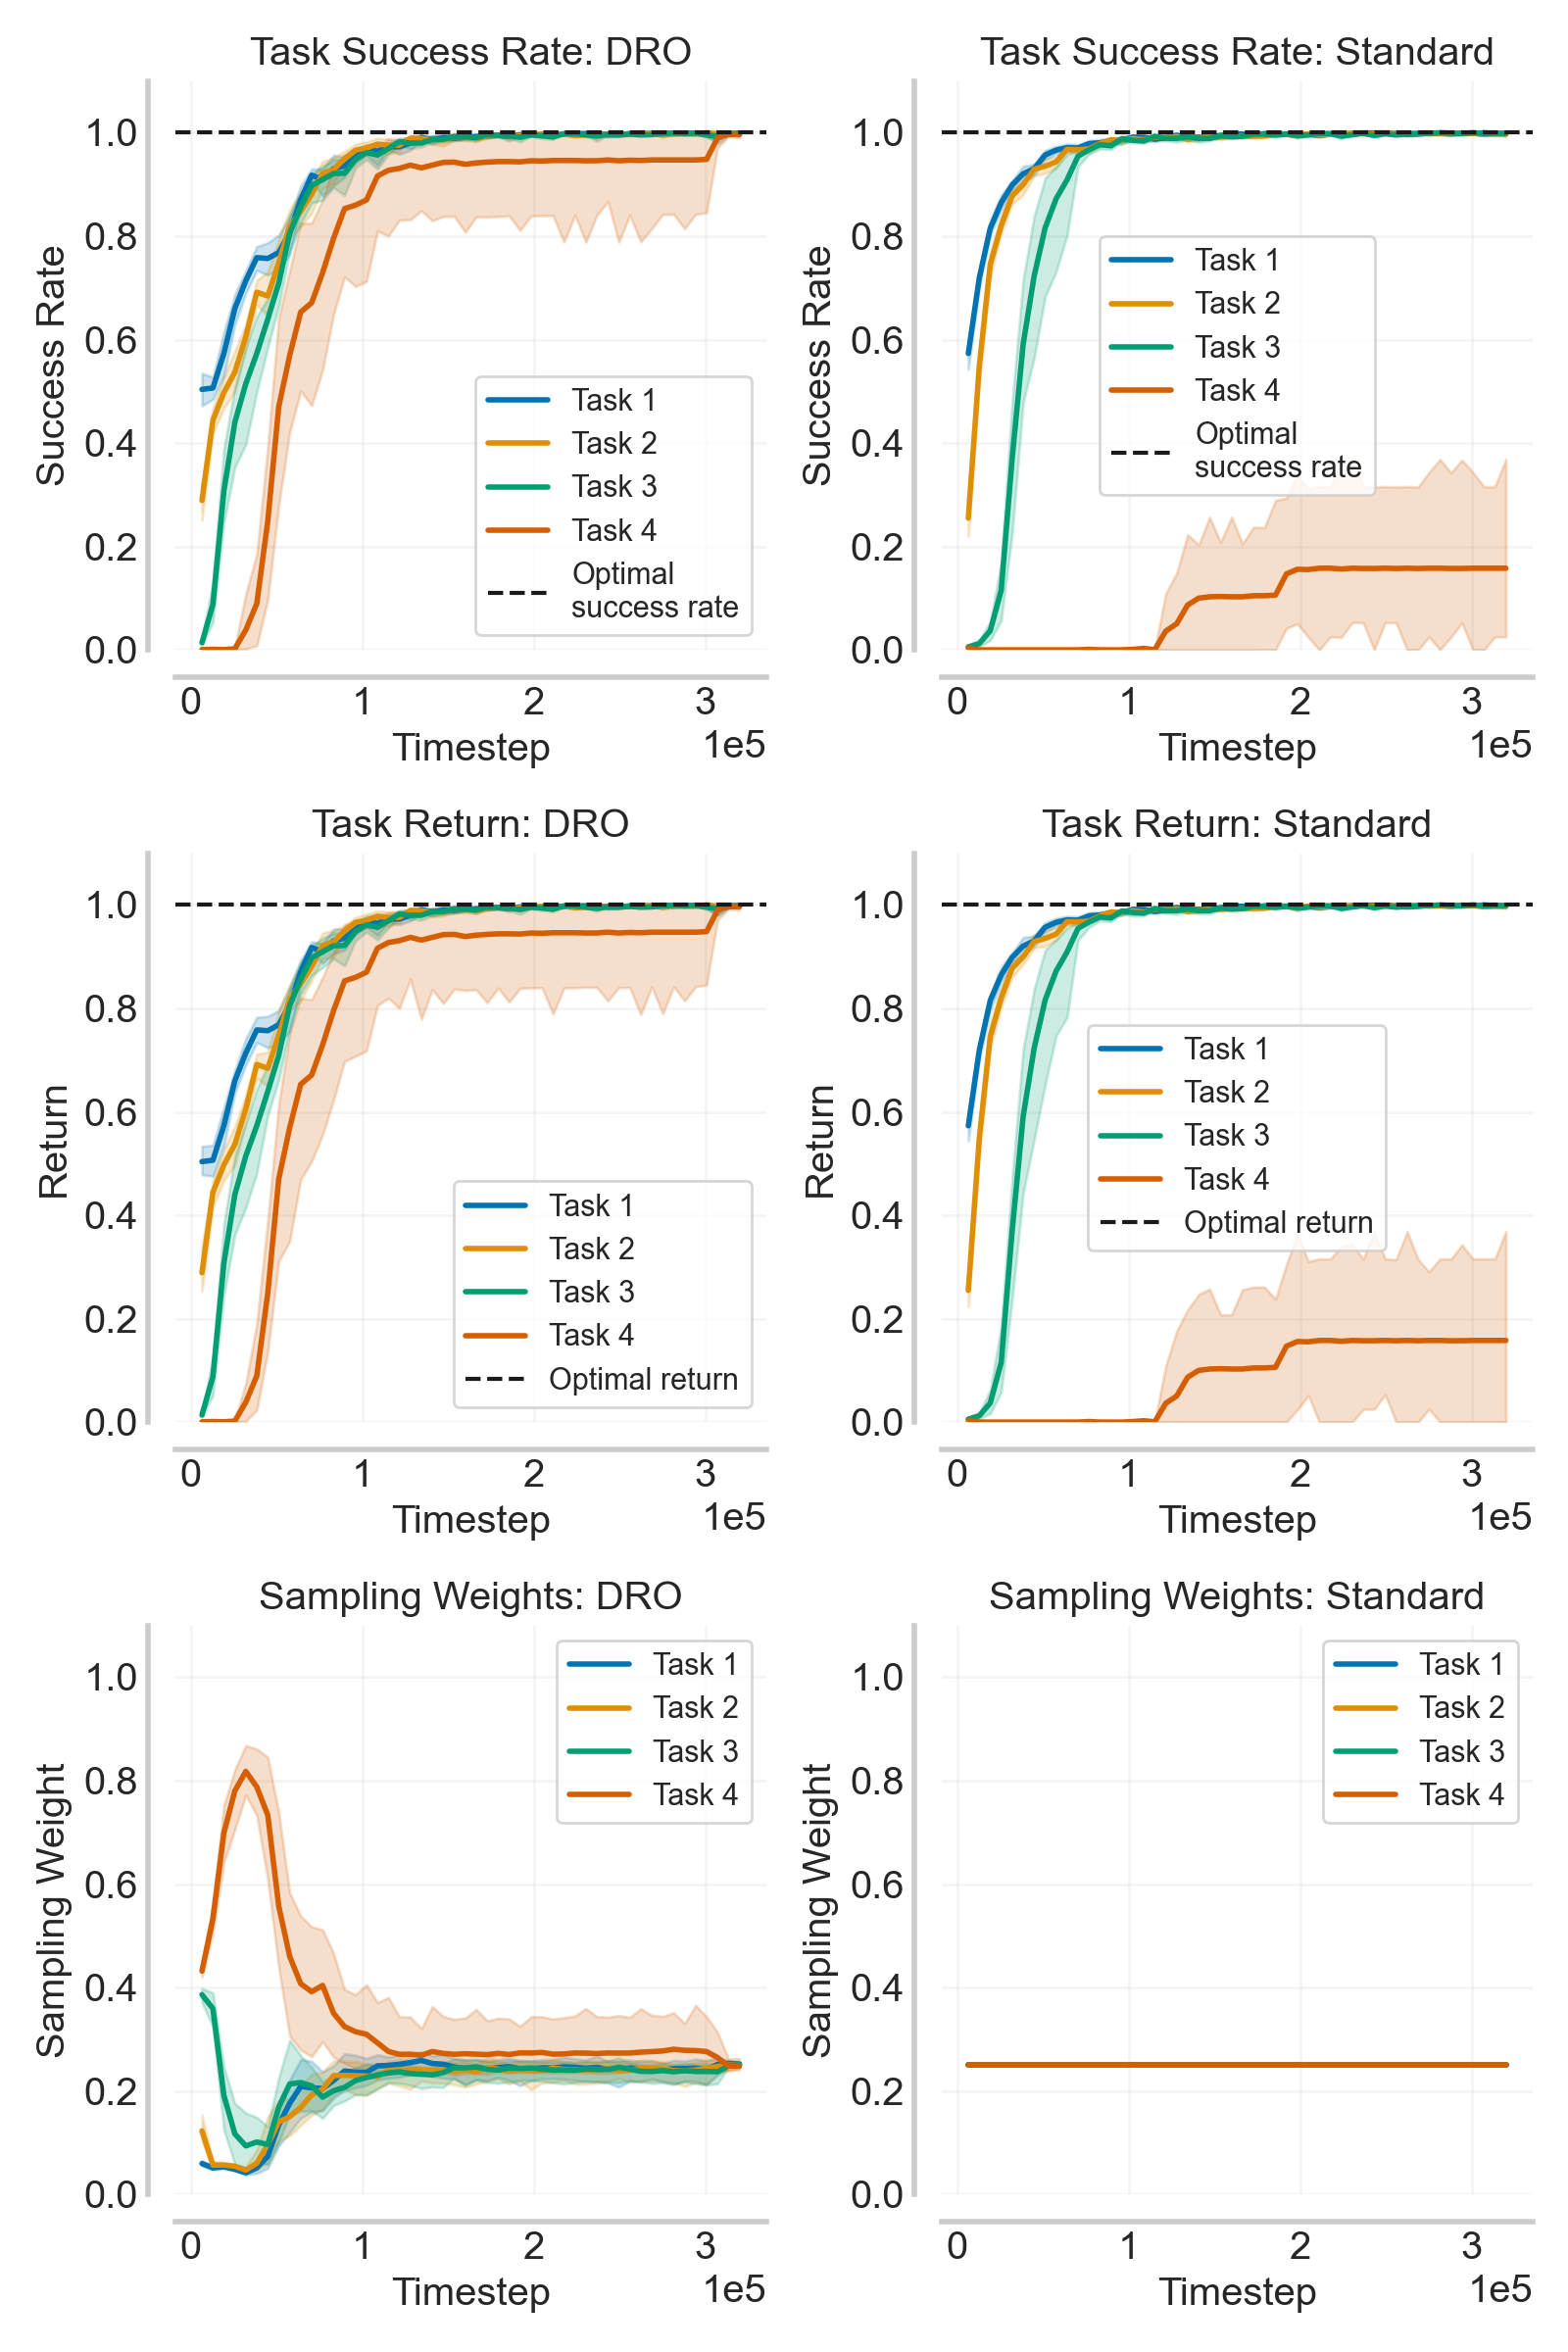 Task Success Rate: DRO
Success Rate
1.0
0.8
0.6
0.4
0.2
0.0
Task 1
Task 2
Task 3
Task 4
Optimal
success rate
0 1 2 3
1e5
Timestep
Task Success Rate: Standard
Success Rate
1.0
0.8
0.6
0.4
0.2
0.0
Task 1
Task 2
Task 3
Task 4
Optimal
success rate
0 1 2 3
1e5
Timestep
Task Return: DRO
Return
1.0
0.8
0.6
0.4
0.2
0.0
Task 1
Task 2
Task 3
Task 4
Optimal return
0 1 2 3
1e5
Timestep
Task Return: Standard
Return
1.0
0.8
0.6
0.4
0.2
0.0
Task 1
Task 2
Task 3
Task 4
Optimal return
0 1 2 3
1e5
Timestep
Sampling Weights: DRO
Sampling Weight
1.0
0.8
0.6
0.4
0.2
0.0
Task 1
Task 2
Task 3
Task 4
0 1 2 3
1e5
Timestep
Sampling Weights: Standard
Sampling Weight
1.0
0.8
0.6
0.4
0.2
0.0
Task 1
Task 2
Task 3
Task 4
0 1 2 3
1e5
Timestep